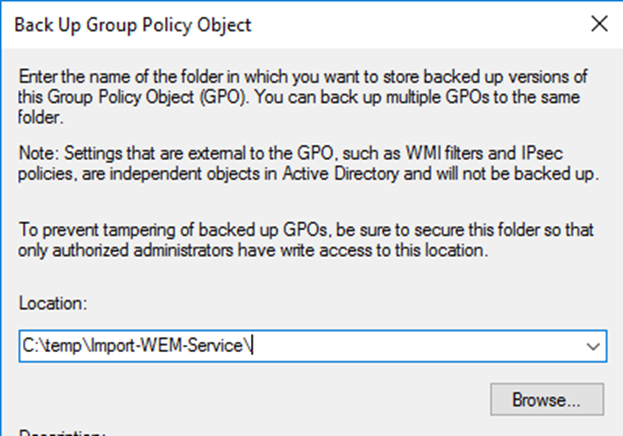 Back Up Group Policy Object
Enter the name of the folder in which you want to store backed up versions of
this Group Policy Object (GPO). You can back up multiple GPOs to the same
folder.
Note: Settings that are external to the GPO, such as WMI filters and IPsec
policies, are independent objects in Active Directory and will not be backed up.
To prevent tampering of backed up GPOs, be sure to secure this folder so that
only authorized administrators have write access to this location.
Location:
C:\temp\Import-WEM-Service\
Browse...
Description: